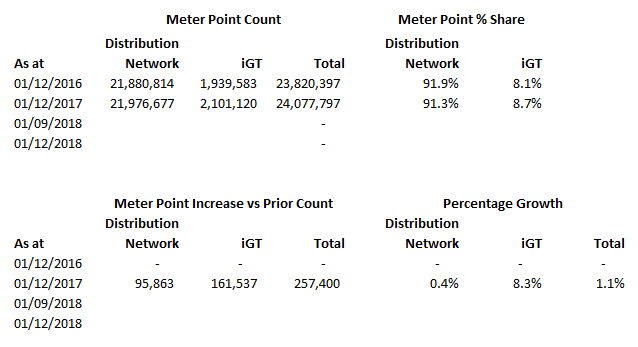 Meter Point Count Meter Point % Share
Distribution Distribution
As at Network iGT Total Network iGT
01/12/2016 21,880,814 1,939,583 23,820,397 91.9% 8.1%
01/12/2017 21,976,677 2,101,120 24,077,797 91.3% 8.7%
01/09/2018 -
01/12/2018 -
Meter Point Increase vs Prior Count Percentage Growth
Distribution Distribution
As at Network iGT Total Network iGT Total
01/12/2016 - - - - - -
01/12/2017 95,863 161,537 257,400 0.4% 8.3% 1.1%
01/09/2018
01/12/2018